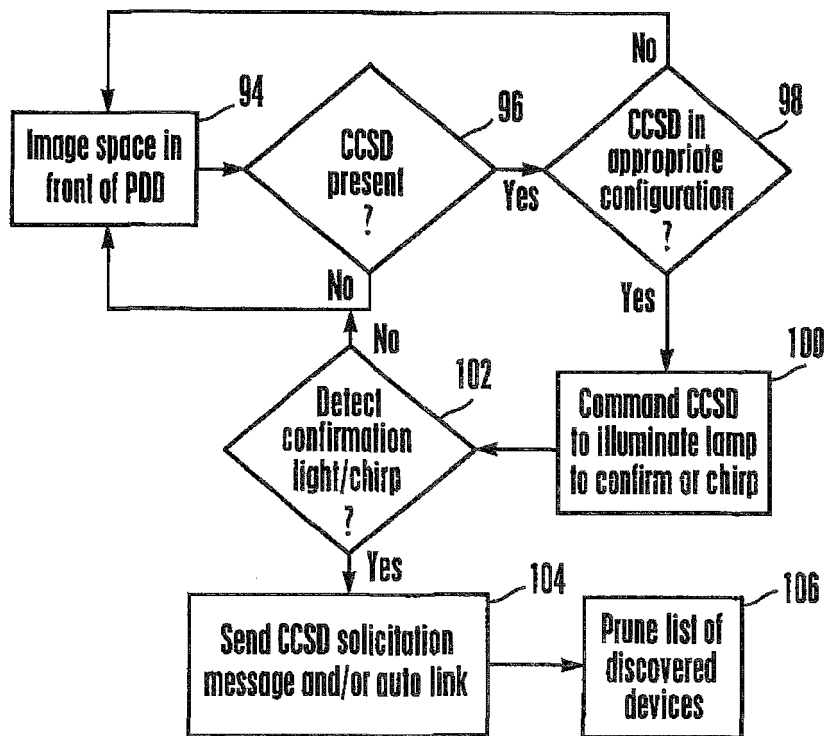 No
94
Image space in
front of PDD
96
CCSD
present
?
Yes
98
CCSD in
appropriate
configuration
?
No
Yes
No
100
Command CCSD
to illuminate lamp
to confirm or chirp
102
Detect
confirmation
light/chirp
?
Yes
104
Send CCSD solicitation
message and/or auto link
106
Prune list of
discovered
devices